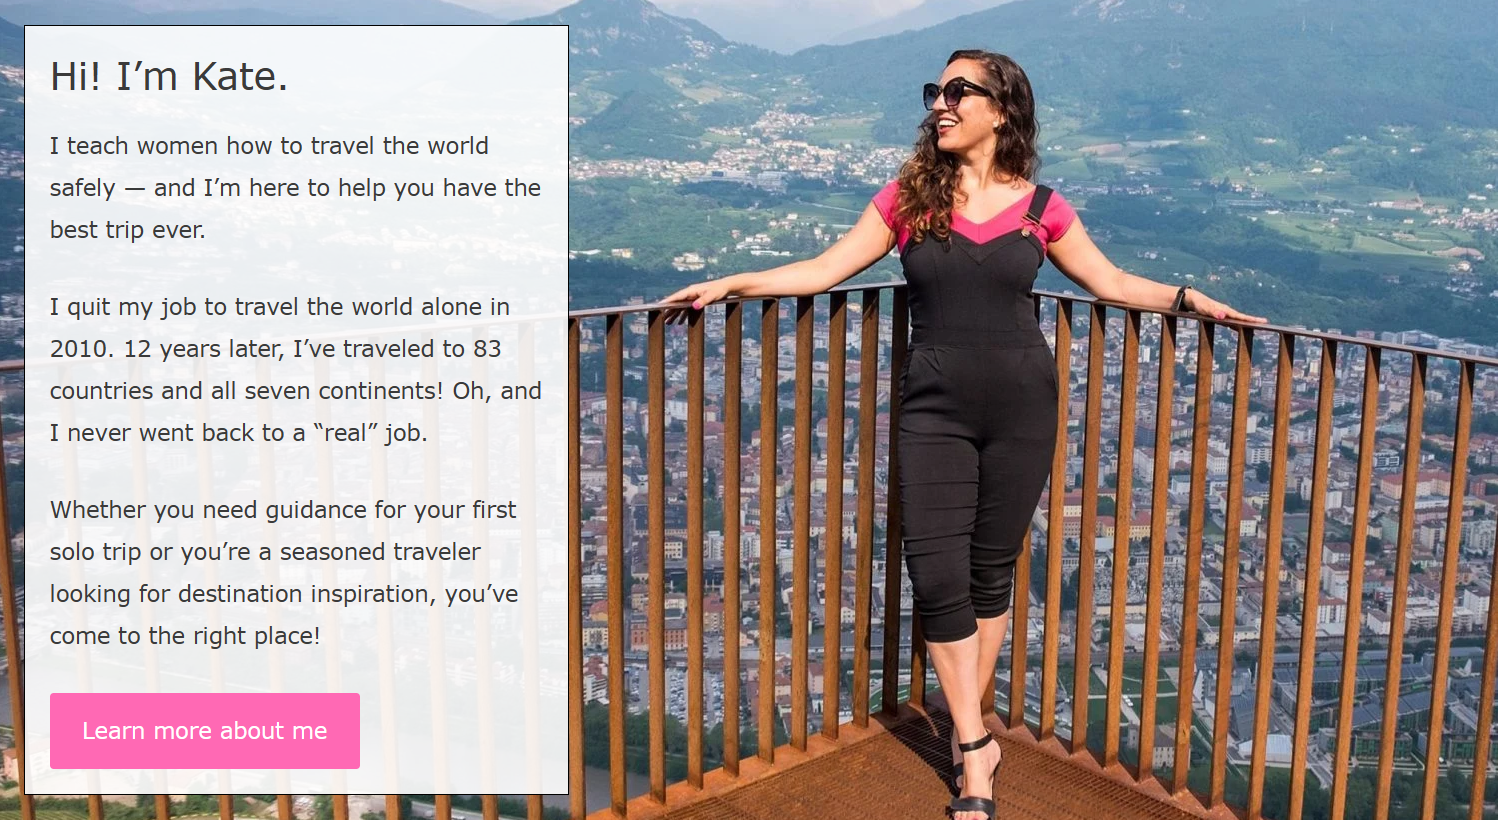 Hi! I’m Kate.
I teach women how to travel the world
safely — and I’m here to help you have the
best trip ever.
I quit my job to travel the world alone in
2010. 12 years later, I’ve traveled to 83
countries and all seven continents! Oh, and
I never went back to a “real” job.
Whether you need guidance for your first
solo trip or you’re a seasoned traveler
looking for destination inspiration, you’ve
come to the right place!
Learn more about me